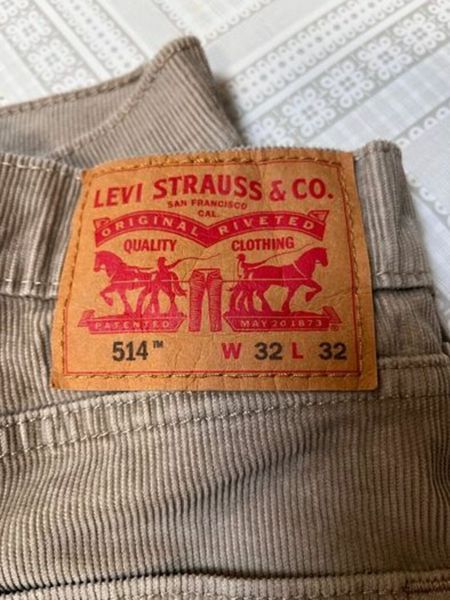 LEVI STRAUSS & CO.
SAN FRANCISCO
CAL.
ORIGINAL RIVETED
QUALITY CLOTHING
PATENTED MAY 20 1873
514™ W 32 L 32